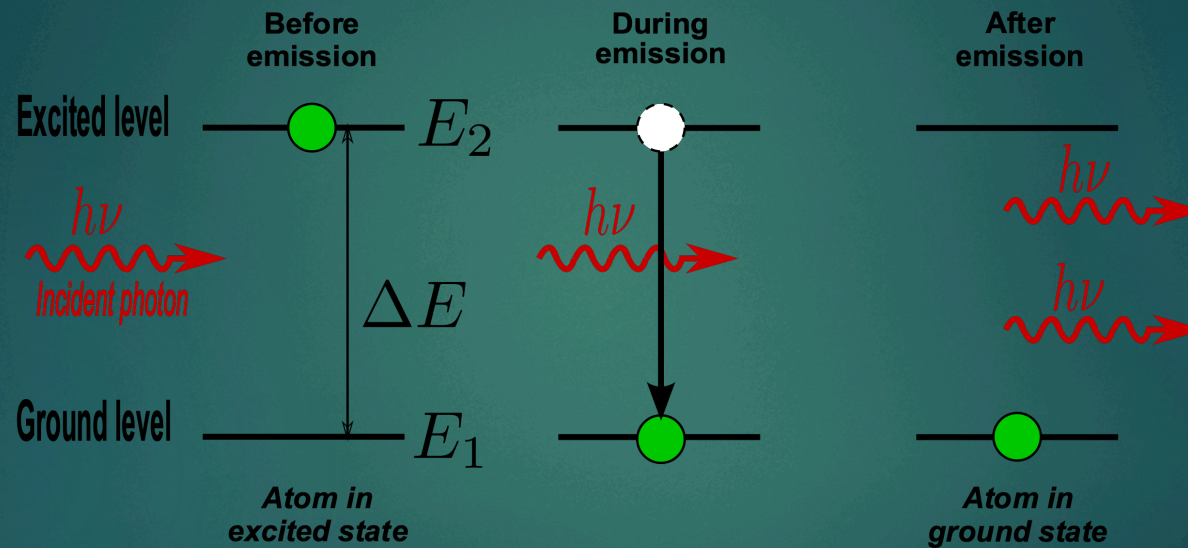 Before
emission
During
emission
After
emission
Excited level
E₂
hν
Incident photon
ΔE
hν
hν
hν
Ground level
E₁
Atom in
excited state
Atom in
ground state